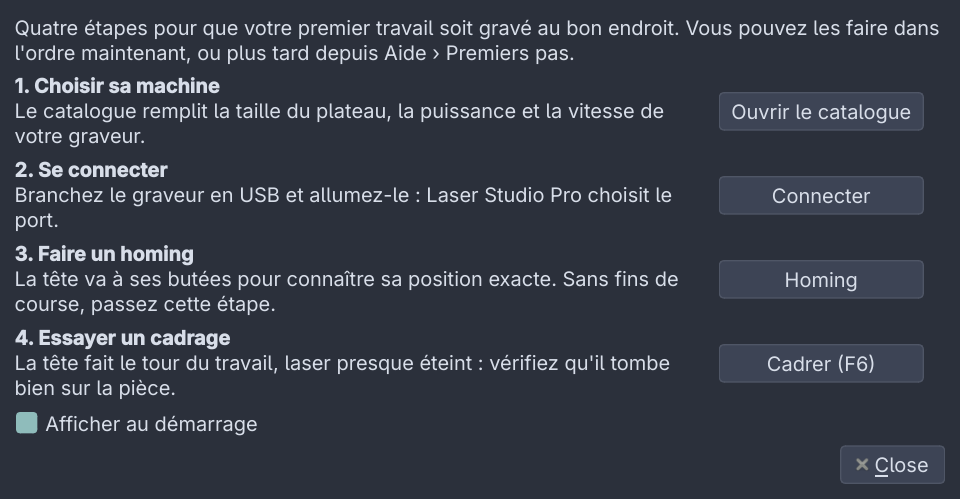 Quatre étapes pour que votre premier travail soit gravé au bon endroit. Vous pouvez les faire dans
l'ordre maintenant, ou plus tard depuis Aide › Premiers pas.
1. Choisir sa machine
Le catalogue remplit la taille du plateau, la puissance et la vitesse de
votre graveur.
Ouvrir le catalogue
2. Se connecter
Branchez le graveur en USB et allumez-le : Laser Studio Pro choisit le
port.
Connecter
3. Faire un homing
La tête va à ses butées pour connaître sa position exacte. Sans fins de
course, passez cette étape.
Homing
4. Essayer un cadrage
La tête fait le tour du travail, laser presque éteint : vérifiez qu'il tombe
bien sur la pièce.
Cadrer (F6)
Afficher au démarrage
Close